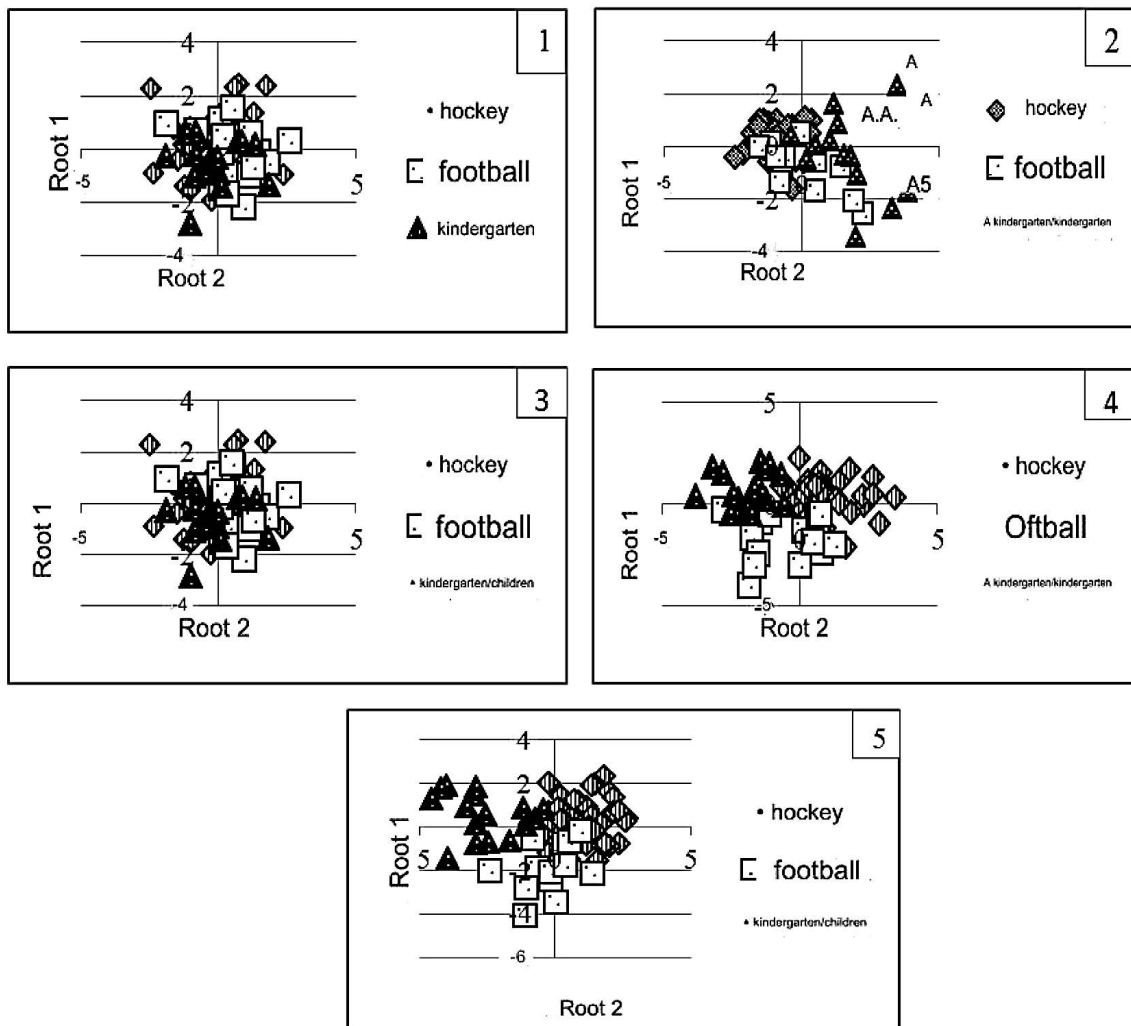 1
4
2
-2
-4
-5
5
Root 1
Root 2
hockey
football
kindergarten
2
4
2
0
-2
-4
-5
Root 1
Root 2
A
A
A.A.
A5
hockey
football
A kindergarten/kindergarten
3
4
2
-2
-4
-5
5
Root 1
Root 2
hockey
football
kindergarten/children
4
5
-5
-5
5
Root 1
Root 2
hockey
Oftball
A kindergarten/kindergarten
5
4
2
0
-2
-4
-6
5
5
Root 1
Root 2
hockey
football
kindergarten/children